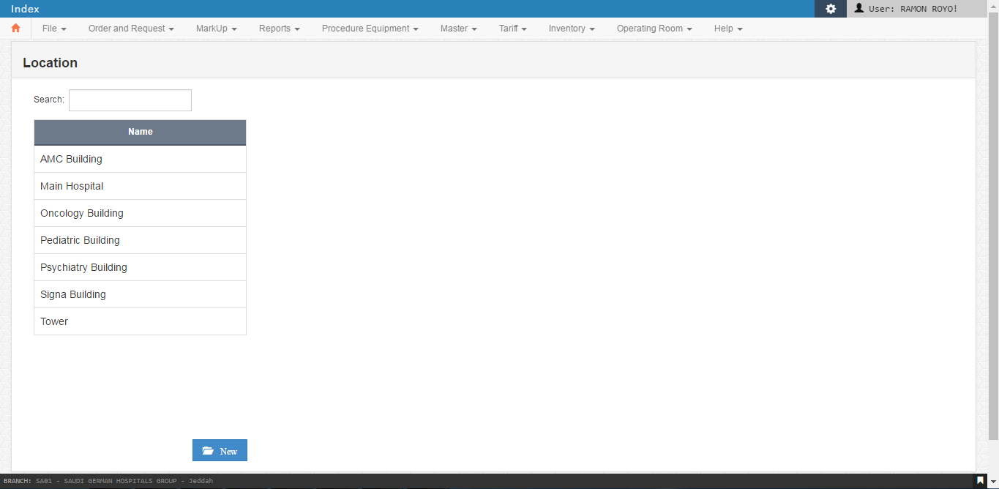 Index
User: RAMON ROYO!
File Order and Request MarkUp Reports Procedure Equipment Master Tariff Inventory Operating Room Help
Location
Search:
Name
AMC Building
Main Hospital
Oncology Building
Pediatric Building
Psychiatry Building
Signa Building
Tower
New
BRANCH: SA01 - SAUDI GERMAN HOSPITALS GROUP - Jeddah